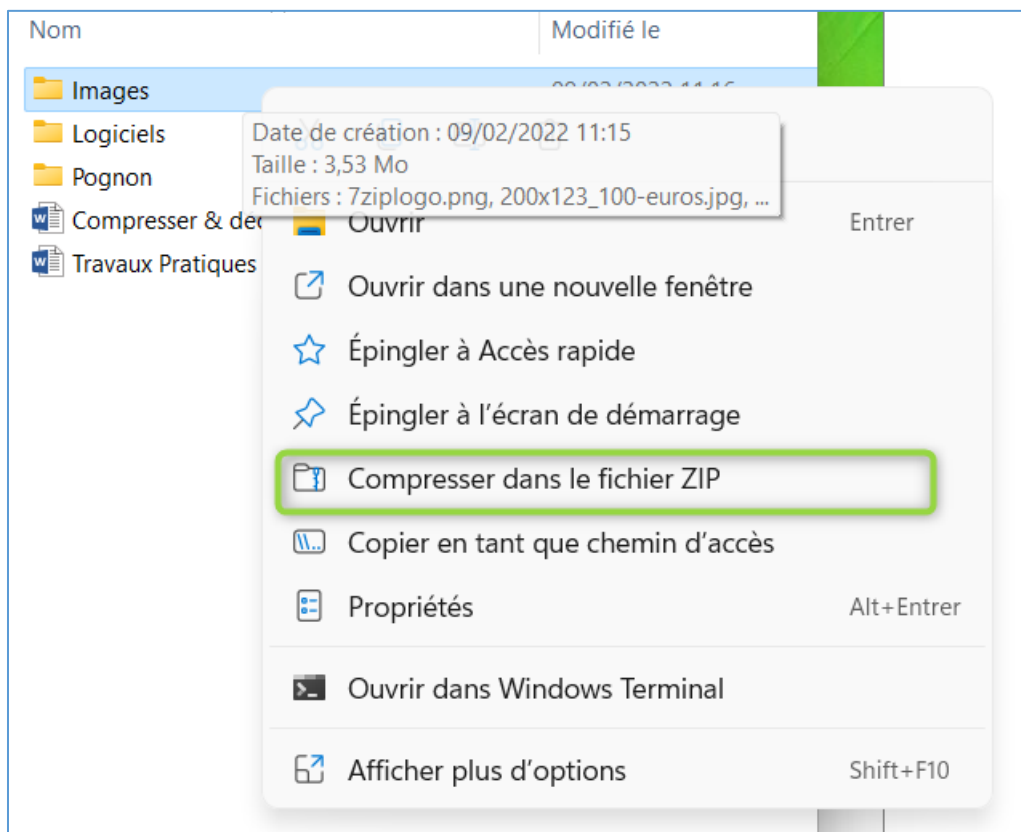 Nom Modifié le
Images
Logiciels
Pognon
Compresser &
Travaux Pratiques
Date de création : 09/02/2022 11:15
Taille : 3,53 Mo
Fichiers : 7ziplogo.png, 200x123_100-euros.jpg, ...
Ouvrir Entrer
Ouvrir dans une nouvelle fenêtre
Épingler à Accès rapide
Épingler à l’écran de démarrage
Compresser dans le fichier ZIP
Copier en tant que chemin d’accès
Propriétés Alt+Entrer
Ouvrir dans Windows Terminal
Afficher plus d’options Shift+F10